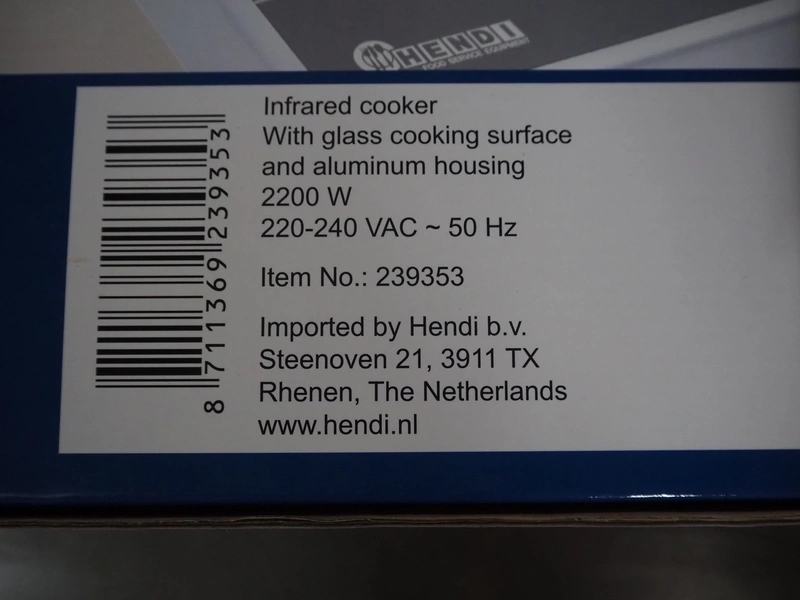 HENDI
FOOD SERVICE EQUIPMENT
Infrared cooker
With glass cooking surface
and aluminum housing
2200 W
220-240 VAC ~ 50 Hz
Item No.: 239353
Imported by Hendi b.v.
Steenoven 21, 3911 TX
Rhenen, The Netherlands
www.hendi.nl
8 711369 239353